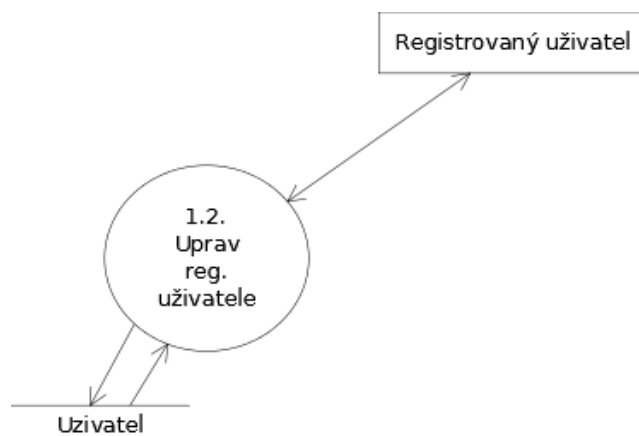 Registrovaný uživatel
1.2.
Uprav
reg.
uživatele
Uzivatel